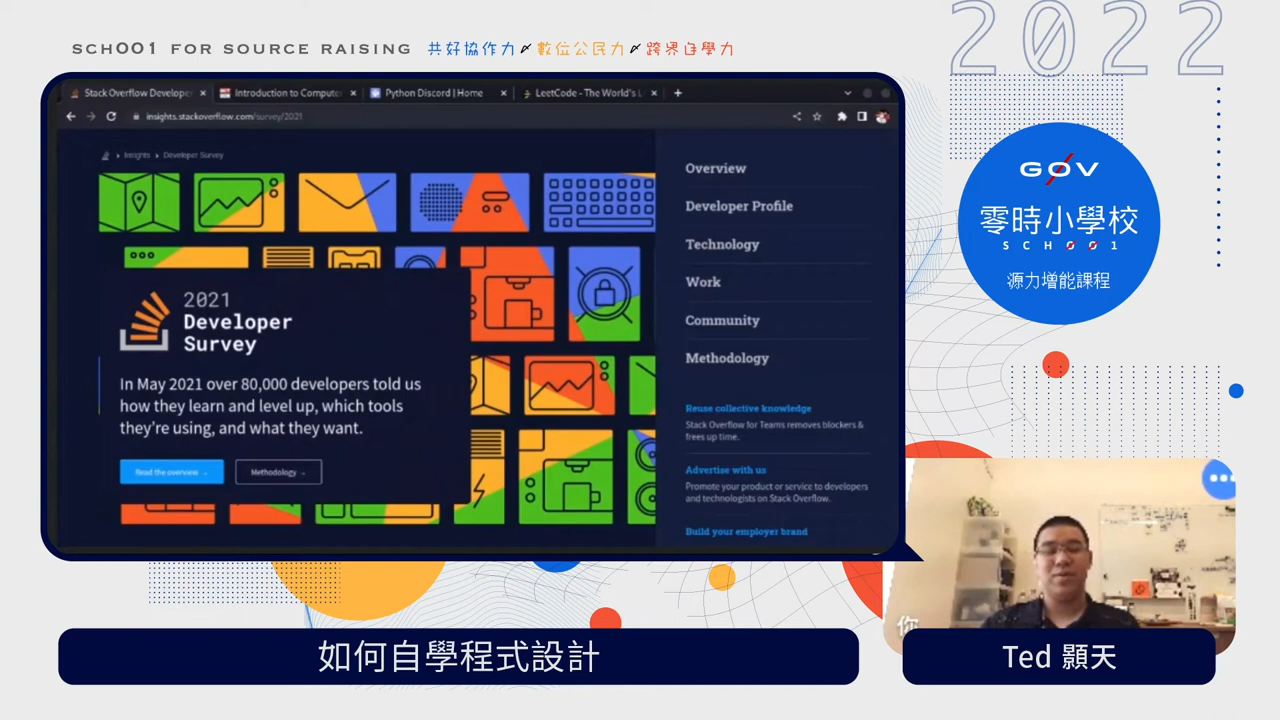 SCH001 FOR SOURCE RAISING 共好協作力 數位公民力 跨界自學力
2022
Stack Overflow Developer
Introduction to Compute
Python Discord | Home
LeetCode - The World's L
insights.stackoverflow.com/survey/2021
Insights
Developer Survey
2021
Developer
Survey
In May 2021 over 80,000 developers told us
how they learn and level up, which tools
they're using, and what they want.
Read the overview →
Methodology →
Overview
Developer Profile
Technology
Work
Community
Methodology
Reuse collective knowledge
Stack Overflow for Teams removes blockers &
frees up time.
Advertise with us
Promote your product or service to developers
and technologists on Stack Overflow.
Build your employer brand
G0V
零時小學校
SCH001
源力增能課程
你
如何自學程式設計
Ted 顥天